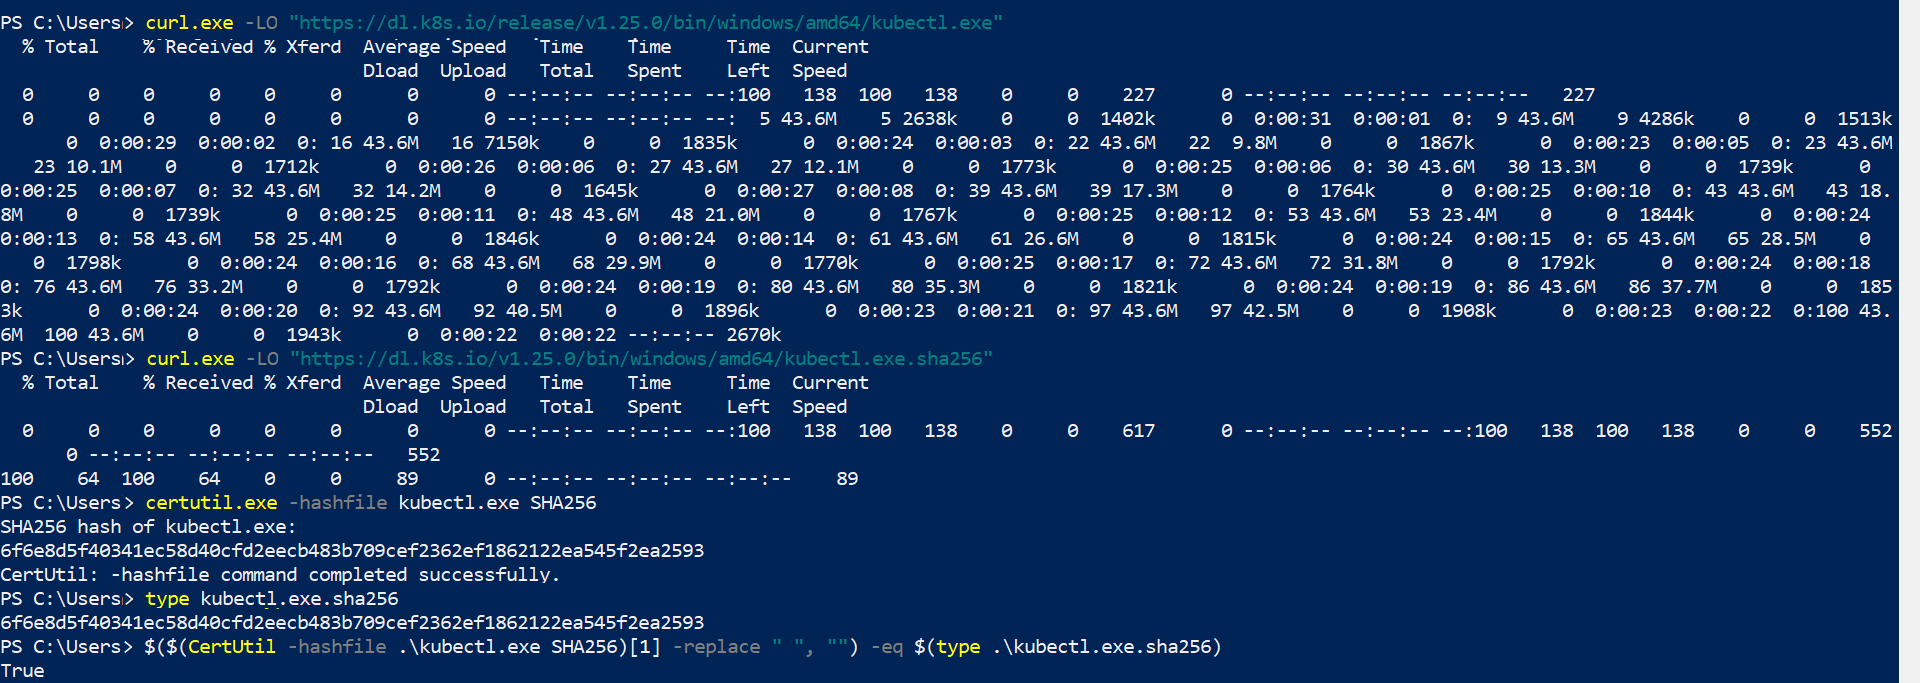 PS C:\Users> curl.exe -LO "https://dl.k8s.io/release/v1.25.0/bin/windows/amd64/kubectl.exe"
  % Total    % Received % Xferd  Average Speed   Time    Time     Time  Current
                                 Dload  Upload   Total   Spent    Left  Speed
  0     0    0     0    0     0      0      0 --:--:-- --:--:-- --:100   138  100   138    0     0    227      0 --:--:-- --:--:-- --:--:--   227
  0     0    0     0    0     0      0      0 --:--:-- --:--:-- --:  5 43.6M    5 2638k    0     0  1402k      0  0:00:31  0:00:01  0:  9 43.6M    9 4286k    0     0  1513k
      0  0:00:29  0:00:02  0: 16 43.6M   16 7150k    0     0  1835k      0  0:00:24  0:00:03  0: 22 43.6M   22  9.8M    0     0  1867k      0  0:00:23  0:00:05  0: 23 43.6M
   23 10.1M    0     0  1712k      0  0:00:26  0:00:06  0: 27 43.6M   27 12.1M    0     0  1773k      0  0:00:25  0:00:06  0: 30 43.6M   30 13.3M    0     0  1739k      0
0:00:25  0:00:07  0: 32 43.6M   32 14.2M    0     0  1645k      0  0:00:27  0:00:08  0: 39 43.6M   39 17.3M    0     0  1764k      0  0:00:25  0:00:10  0: 43 43.6M   43 18.
8M    0     0  1739k      0  0:00:25  0:00:11  0: 48 43.6M   48 21.0M    0     0  1767k      0  0:00:25  0:00:12  0: 53 43.6M   53 23.4M    0     0  1844k      0  0:00:24
0:00:13  0: 58 43.6M   58 25.4M    0     0  1846k      0  0:00:24  0:00:14  0: 61 43.6M   61 26.6M    0     0  1815k      0  0:00:24  0:00:15  0: 65 43.6M   65 28.5M    0
   0  1798k      0  0:00:24  0:00:16  0: 68 43.6M   68 29.9M    0     0  1770k      0  0:00:25  0:00:17  0: 72 43.6M   72 31.8M    0     0  1792k      0  0:00:24  0:00:18
0: 76 43.6M   76 33.2M    0     0  1792k      0  0:00:24  0:00:19  0: 80 43.6M   80 35.3M    0     0  1821k      0  0:00:24  0:00:19  0: 86 43.6M   86 37.7M    0     0  185
3k      0  0:00:24  0:00:20  0: 92 43.6M   92 40.5M    0     0  1896k      0  0:00:23  0:00:21  0: 97 43.6M   97 42.5M    0     0  1908k      0  0:00:23  0:00:22  0:100 43.
6M  100 43.6M    0     0  1943k      0  0:00:22  0:00:22 --:--:-- 2670k
PS C:\Users> curl.exe -LO "https://dl.k8s.io/v1.25.0/bin/windows/amd64/kubectl.exe.sha256"
  % Total    % Received % Xferd  Average Speed   Time    Time     Time  Current
                                 Dload  Upload   Total   Spent    Left  Speed
  0     0    0     0    0     0      0      0 --:--:-- --:--:-- --:100   138  100   138    0     0    617      0 --:--:-- --:--:-- --:100   138  100   138    0     0    552
      0 --:--:-- --:--:-- --:--:--   552
100    64  100    64    0     0     89      0 --:--:-- --:--:-- --:--:--    89
PS C:\Users> certutil.exe -hashfile kubectl.exe SHA256
SHA256 hash of kubectl.exe:
6f6e8d5f40341ec58d40cfd2eecb483b709cef2362ef1862122ea545f2ea2593
CertUtil: -hashfile command completed successfully.
PS C:\Users> type kubectl.exe.sha256
6f6e8d5f40341ec58d40cfd2eecb483b709cef2362ef1862122ea545f2ea2593
PS C:\Users> $($(CertUtil -hashfile .\kubectl.exe SHA256)[1] -replace " ", "") -eq $(type .\kubectl.exe.sha256)
True